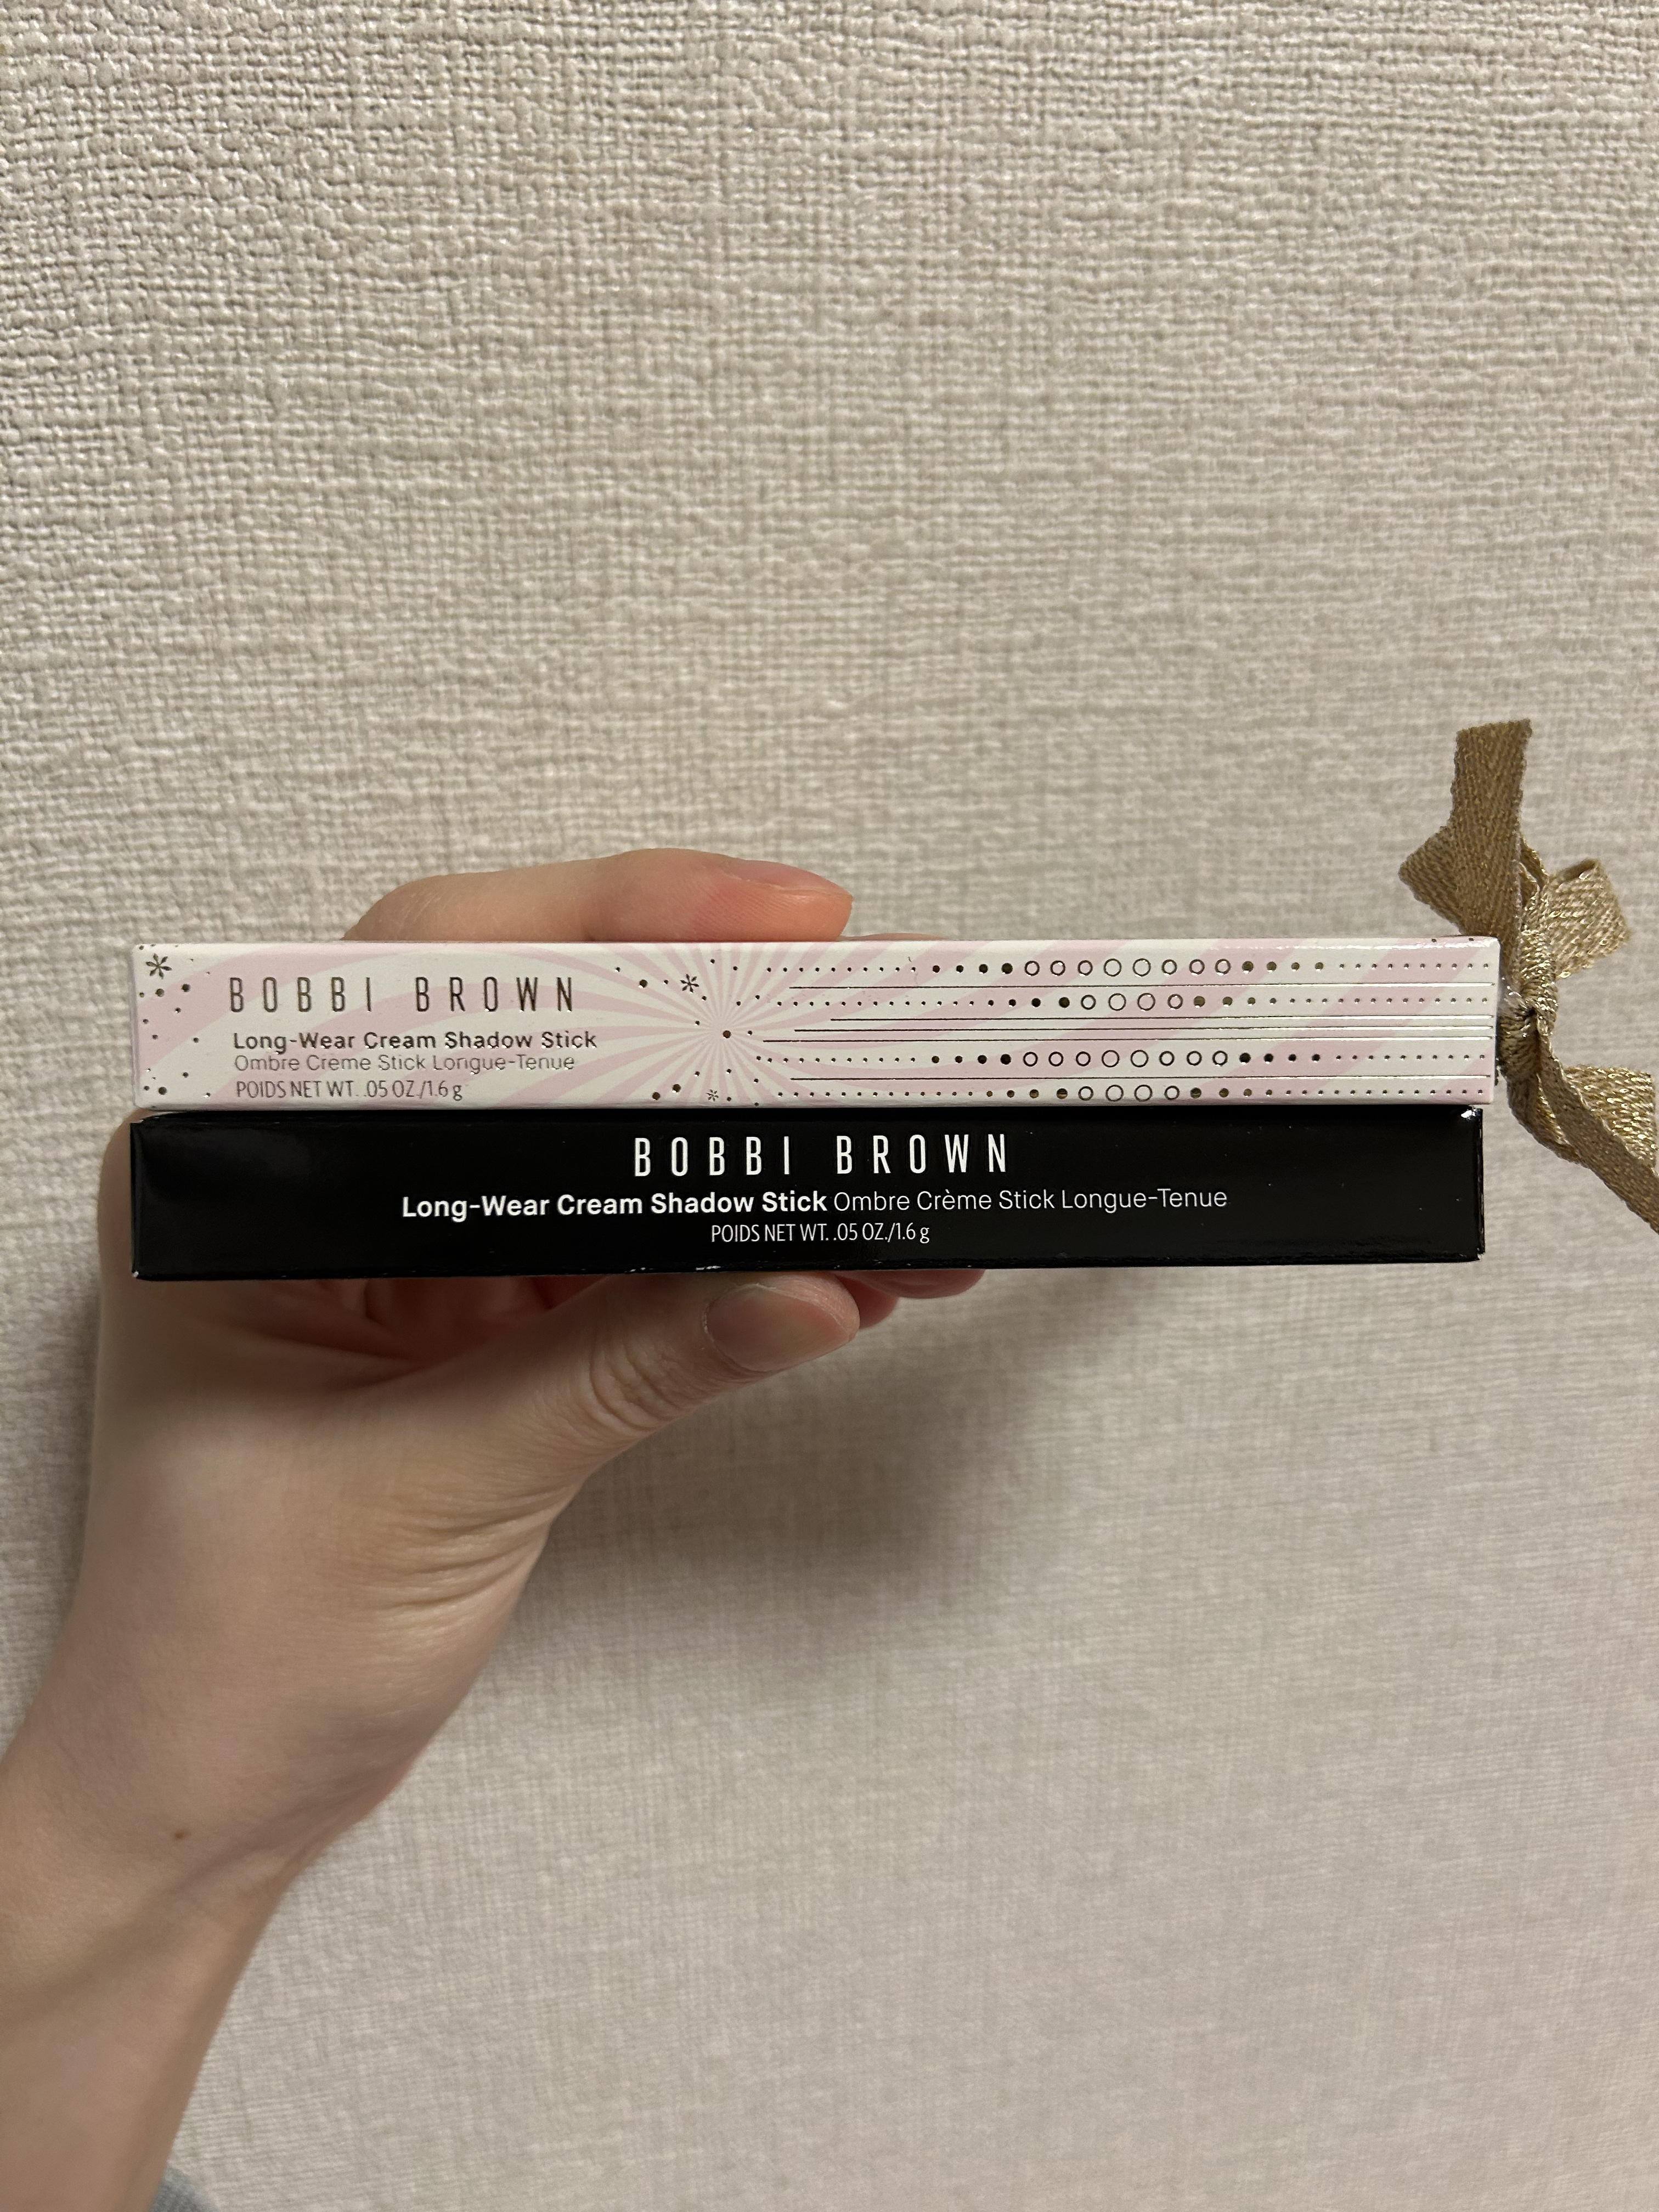 BOBBI BROWN
Long-Wear Cream Shadow Stick
Ombre Crème Stick Longue-Tenue
POIDS NET WT. .05 OZ./1.6 g
BOBBI BROWN
Long-Wear Cream Shadow Stick Ombre Crème Stick Longue-Tenue
POIDS NET WT. .05 OZ./1.6 g